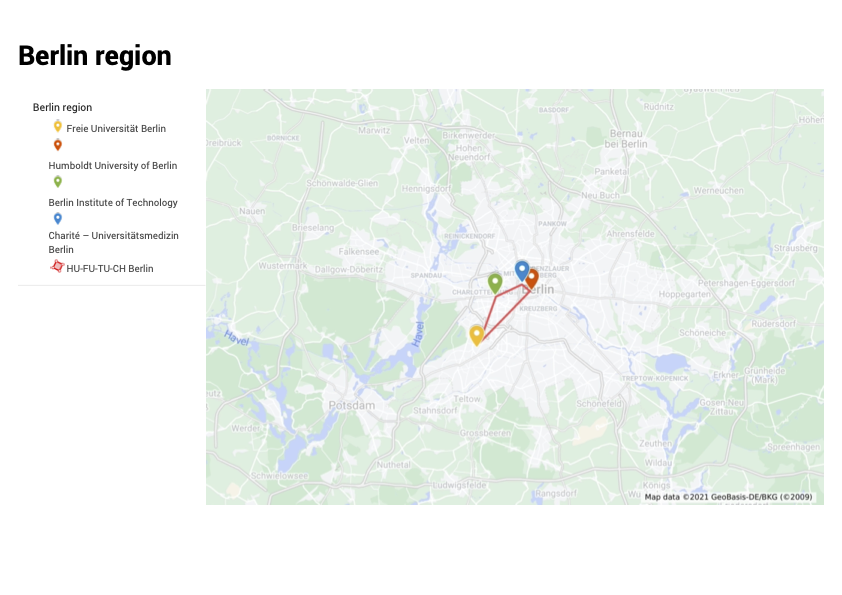 Berlin region
Berlin region
Freie Universität Berlin
Humboldt University of Berlin
Berlin Institute of Technology
Charité – Universitätsmedizin
Berlin
HU-FU-TU-CH Berlin
BASDORF
Rüdnitz
Marwitz
Birkenwerder
Bernau
bei Berlin
BÖRNICKE
Velten
Hohen
Neuendorf
Schönwalde-Glien
Hennigsdorf
Panketal
Neu Buch
Werneuchen
Nauen
Brieselang
PANKOW
REINICKENDORF
Ahrensfelde
Falkensee
Strausberg
Wustermark
Dallgow-Döberitz
SPANDAU
Petershagen-Eggersdorf
Berlin
Hoppegarten
KREUZBERG
Rüdersdorf
Schöneiche
Havel
Havel
Erkner
Grünheide
(Mark)
TREPTOW-KÖPENICK
Teltow
Potsdam
Stahnsdorf
Schönefeld
Gosen-Neu
Zittau
Werder
Großbeeren
Zeuthen
Spreenhagen
Nuthetal
Wildau
Schwielowsee
Ludwigsfelde
Rangsdorf
Königs
Map data ©2021 GeoBasis-DE/BKG (©2009)